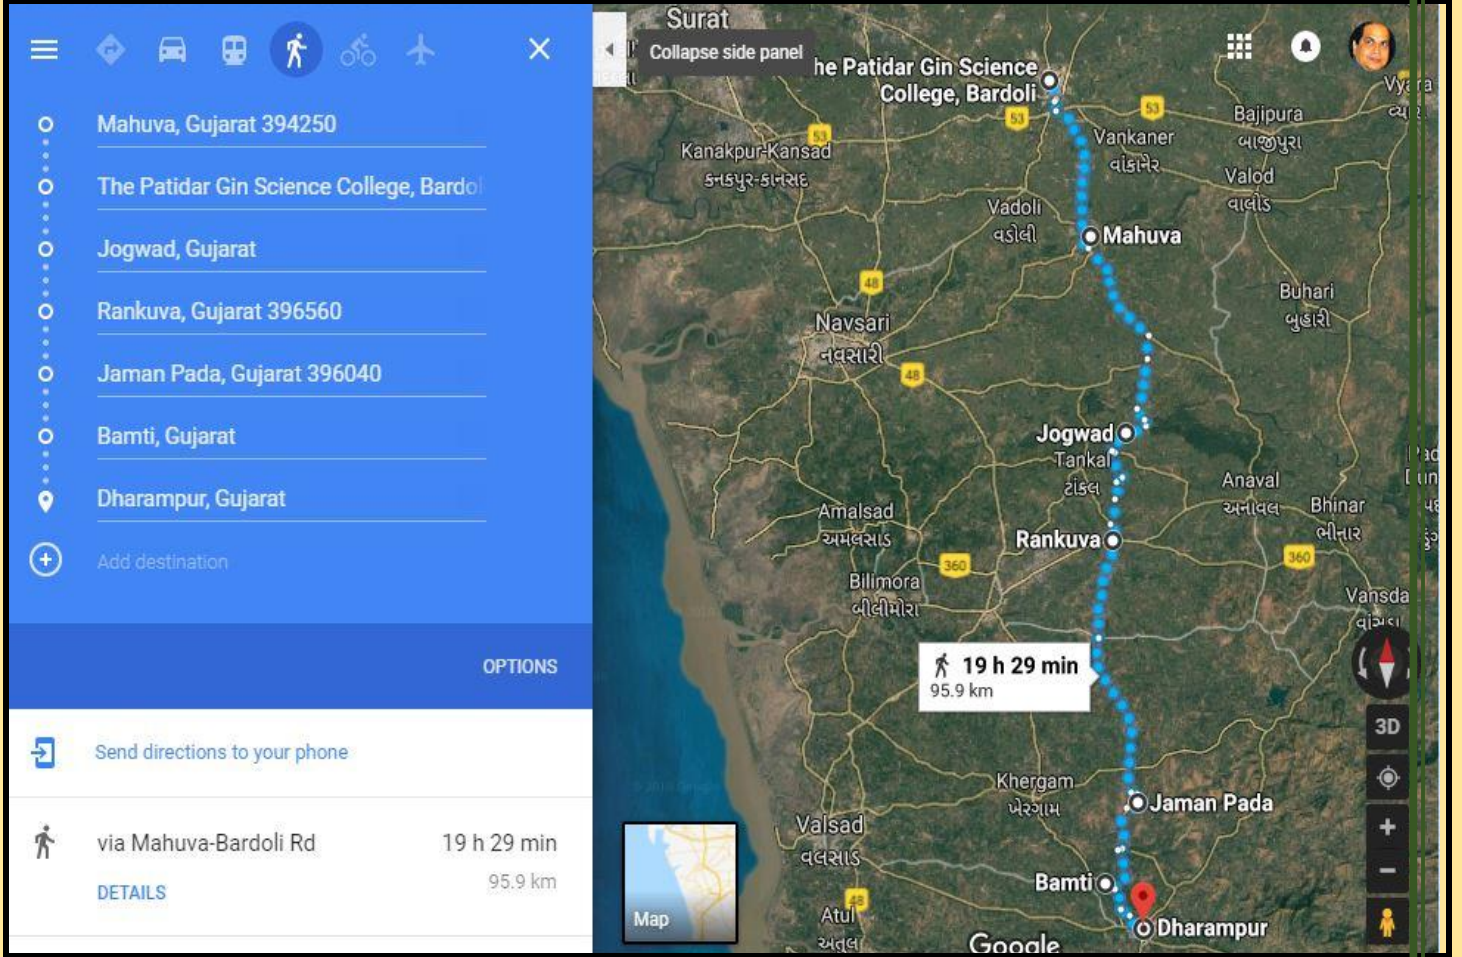 Mahuva, Gujarat 394250
The Patidar Gin Science College, Bardol
Jogwad, Gujarat
Rankuva, Gujarat 396560
Jaman Pada, Gujarat 396040
Bamti, Gujarat
Dharampur, Gujarat
Add destination
OPTIONS
Send directions to your phone
via Mahuva-Bardoli Rd
19 h 29 min
95.9 km
DETAILS
Surat
Collapse side panel
he Patidar Gin Science
College, Bardoli
53
53
53
Kanakpur-Kansad
કનકપુર-કાનસદ
Vankaner
વાંકાનેર
Bajipura
બાજીપુરા
Valod
વાલોડ
Vadoli
વડોલી
Mahuva
48
Navsari
નવસારી
48
Buhari
બુહારી
Jogwad
Tankal
ટાંકલ
Anaval
અનાવલ
Bhinar
ભીનાર
Amalsad
અમલસાડ
Rankuva
360
360
Bilimora
બીલીમોરા
Vansda
19 h 29 min
95.9 km
3D
Khergam
ખેરગામ
Jaman Pada
Valsad
વલસાડ
Bamti
48
Atul
અતુલ
Dharampur
Map
Google